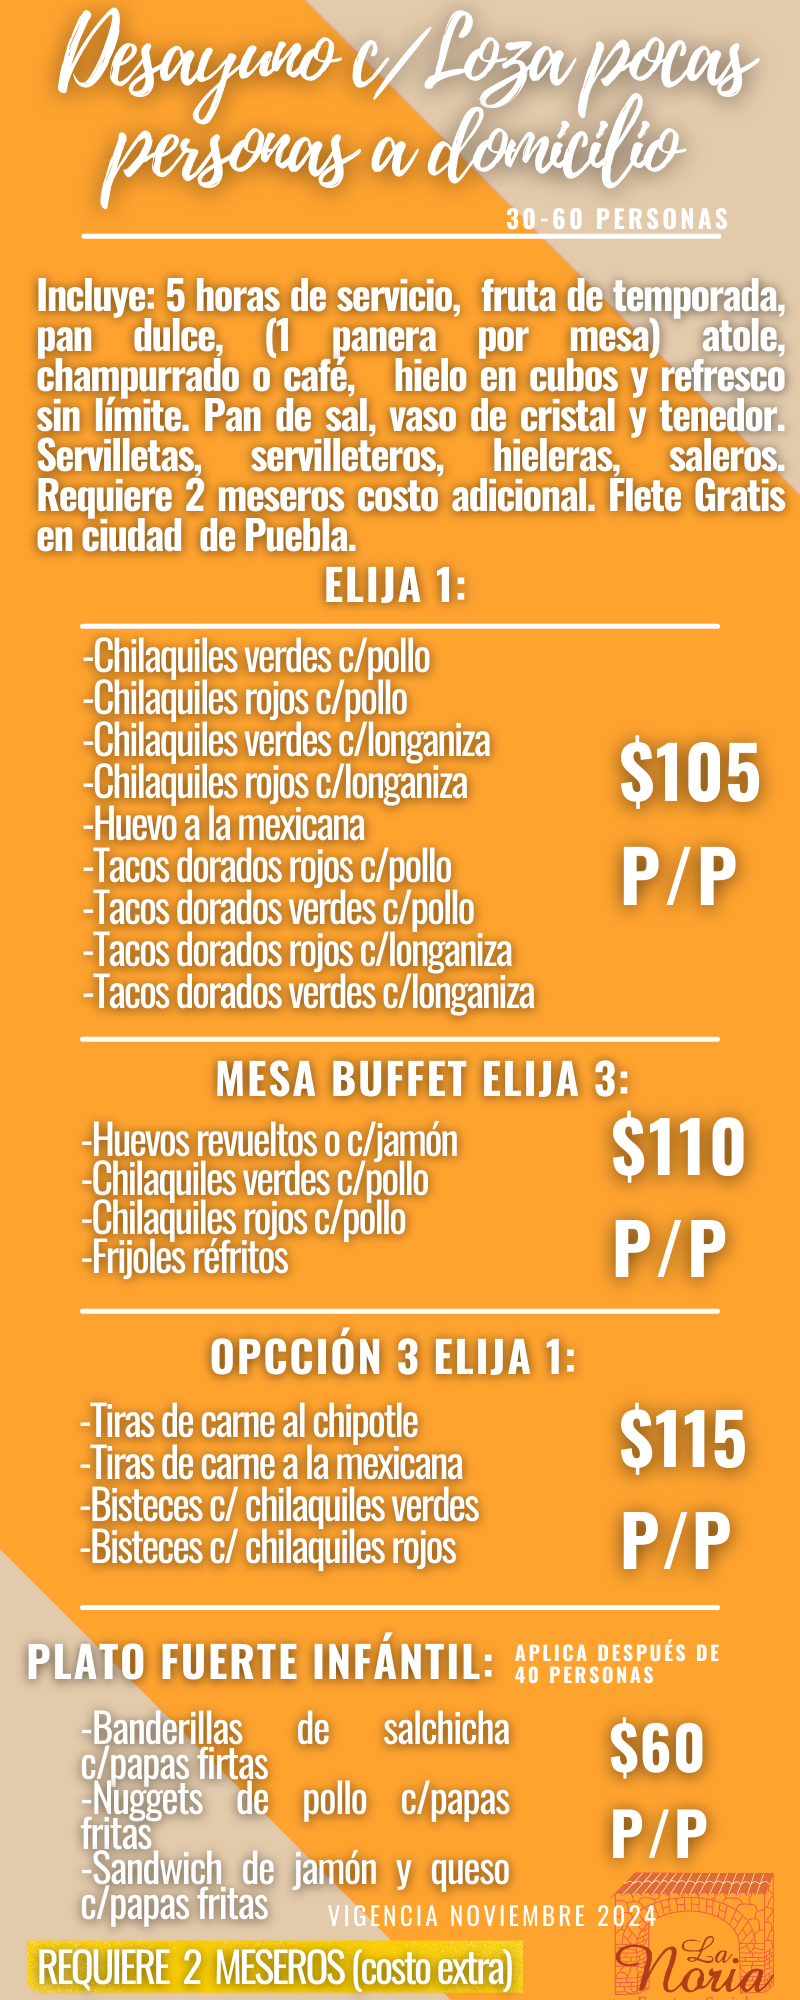 Desayuno c/Loza pocas
personas a domicilio
30-60 PERSONAS
Incluye: 5 horas de servicio, fruta de temporada,
pan dulce, (1 panera por mesa) atole,
champurrado o café, hielo en cubos y refresco
sin límite. Pan de sal, vaso de cristal y tenedor.
Servilletas, servilleteros, hieleras, saleros.
Requiere 2 meseros costo adicional. Flete Gratis
en ciudad de Puebla.
ELIJA 1:
-Chilaquiles verdes c/pollo
-Chilaquiles rojos c/pollo
-Chilaquiles verdes c/longaniza
-Chilaquiles rojos c/longaniza
-Huevo a la mexicana
-Tacos dorados rojos c/pollo
-Tacos dorados verdes c/pollo
-Tacos dorados rojos c/longaniza
-Tacos dorados verdes c/longaniza
$105
P/P
MESA BUFFET ELIJA 3:
-Huevos revueltos o c/jamón
-Chilaquiles verdes c/pollo
-Chilaquiles rojos c/pollo
-Frijoles réfritos
$110
P/P
OPCCIÓN 3 ELIJA 1:
-Tiras de carne al chipotle
-Tiras de carne a la mexicana
-Bisteces c/ chilaquiles verdes
-Bisteces c/ chilaquiles rojos
$115
P/P
PLATO FUERTE INFÁNTIL:
APLICA DESPUÉS DE
40 PERSONAS
-Banderillas de salchicha
c/papas firtas
-Nuggets de pollo c/papas
fritas
-Sandwich de jamón y queso
c/papas fritas
$60
P/P
VIGENCIA NOVIEMBRE 2024
La
Noria
REQUIERE 2 MESEROS (costo extra)